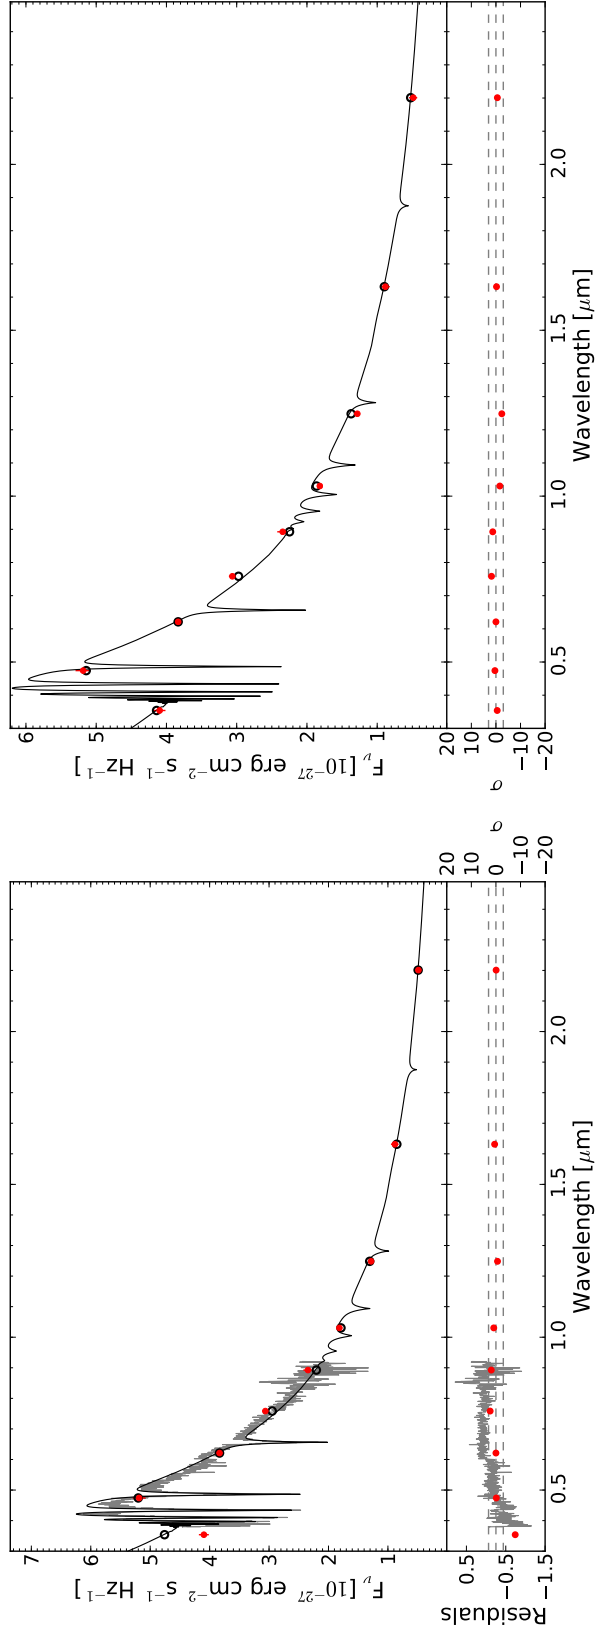 F_ν [10⁻²⁷ erg cm⁻² s⁻¹ Hz⁻¹]
7
6
5
4
3
2
1
Residuals
0.5
−0.5
−1.5
20
10
0
−10
−20
σ
0.5 1.0 1.5 2.0
Wavelength [μm]
F_ν [10⁻²⁷ erg cm⁻² s⁻¹ Hz⁻¹]
6
5
4
3
2
1
σ
20
10
0
−10
−20
0.5 1.0 1.5 2.0
Wavelength [μm]